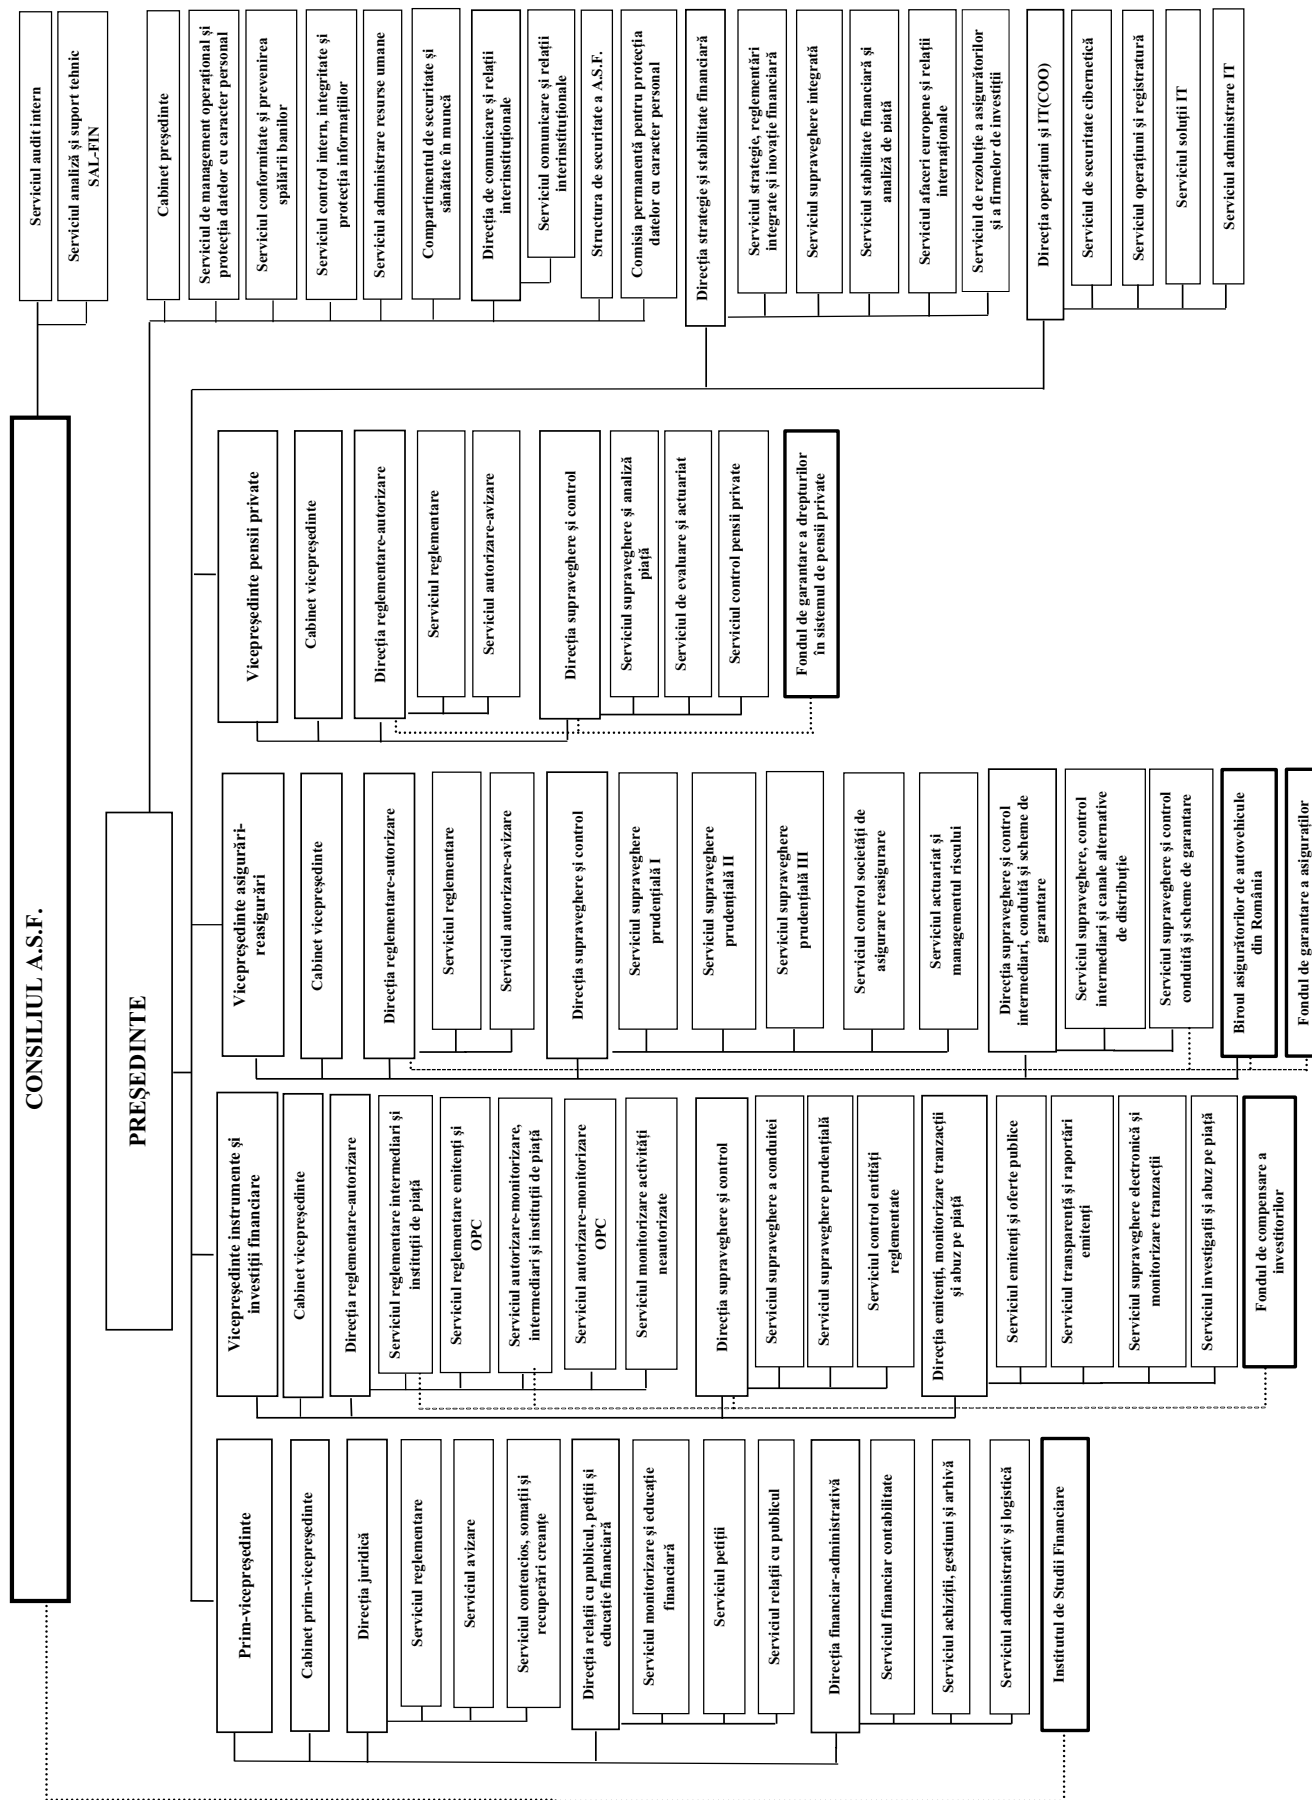 CONSILIUL A.S.F.
Serviciul audit intern
Serviciul analiză și suport tehnic
SAL-FIN
PREȘEDINTE
Prim-vicepreședinte
Cabinet prim-vicepreședinte
Direcția juridică
Serviciul reglementare
Serviciul avizare
Serviciul contencios, somații și
recuperări creanțe
Direcția relații cu publicul, petiții și
educație financiară
Serviciul monitorizare și educație
financiară
Serviciul petiții
Serviciul relații cu publicul
Direcția financiar-administrativă
Serviciul financiar contabilitate
Serviciul achiziții, gestiuni și arhivă
Serviciul administrativ și logistică
Institutul de Studii Financiare
Vicepreședinte instrumente și
investiții financiare
Cabinet vicepreședinte
Direcția reglementare-autorizare
Serviciul reglementare intermediari și
instituții de piață
Serviciul reglementare emitenți și
OPC
Serviciul autorizare-monitorizare,
intermediari și instituții de piață
Serviciul autorizare-monitorizare
OPC
Serviciul monitorizare activități
neautorizate
Direcția supraveghere și control
Serviciul supraveghere a conduitei
Serviciul supraveghere prudențială
Serviciul control entități
reglementate
Direcția emitenți, monitorizare tranzacții
și abuz pe piață
Serviciul emitenți și oferte publice
Serviciul transparență și raportări
emitenți
Serviciul supraveghere electronică și
monitorizare tranzacții
Serviciul investigații și abuz pe piață
Fondul de compensare a
investitorilor
Vicepreședinte asigurări-
reasigurări
Cabinet vicepreședinte
Direcția reglementare-autorizare
Serviciul reglementare
Serviciul autorizare-avizare
Direcția supraveghere și control
Serviciul supraveghere
prudențială I
Serviciul supraveghere
prudențială II
Serviciul supraveghere
prudențială III
Serviciul control societăți de
asigurare reasigurare
Serviciul actuariat și
managementul riscului
Direcția supraveghere și control
intermediari, conduită și scheme de
garantare
Serviciul supraveghere, control
intermediari și canale alternative
de distribuție
Serviciul supraveghere și control
conduită și scheme de garantare
Biroul asigurătorilor de autovehicule
din România
Fondul de garantare a asiguraților
Vicepreședinte pensii private
Cabinet vicepreședinte
Direcția reglementare-autorizare
Serviciul reglementare
Serviciul autorizare-avizare
Direcția supraveghere și control
Serviciul supraveghere și analiză
piață
Serviciul de evaluare și actuariat
Serviciul control pensii private
Fondul de garantare a drepturilor
în sistemul de pensii private
Cabinet președinte
Serviciul de management operațional și
protecția datelor cu caracter personal
Serviciul conformitate și prevenirea
spălării banilor
Serviciul control intern, integritate și
protecția informațiilor
Serviciul administrare resurse umane
Compartimentul de securitate și
sănătate în muncă
Direcția de comunicare și relații
interinstituționale
Serviciul comunicare și relații
interinstituționale
Structura de securitate a A.S.F.
Comisia permanentă pentru protecția
datelor cu caracter personal
Direcția strategie și stabilitate financiară
Serviciul strategie, reglementări
integrate și inovație financiară
Serviciul supraveghere integrată
Serviciul stabilitate financiară și
analiză de piață
Serviciul afaceri europene și relații
internaționale
Serviciul de rezoluție a asigurătorilor
și a firmelor de investiții
Direcția operațiuni și IT(COO)
Serviciul de securitate cibernetică
Serviciul operațiuni și registratură
Serviciul soluții IT
Serviciul administrare IT